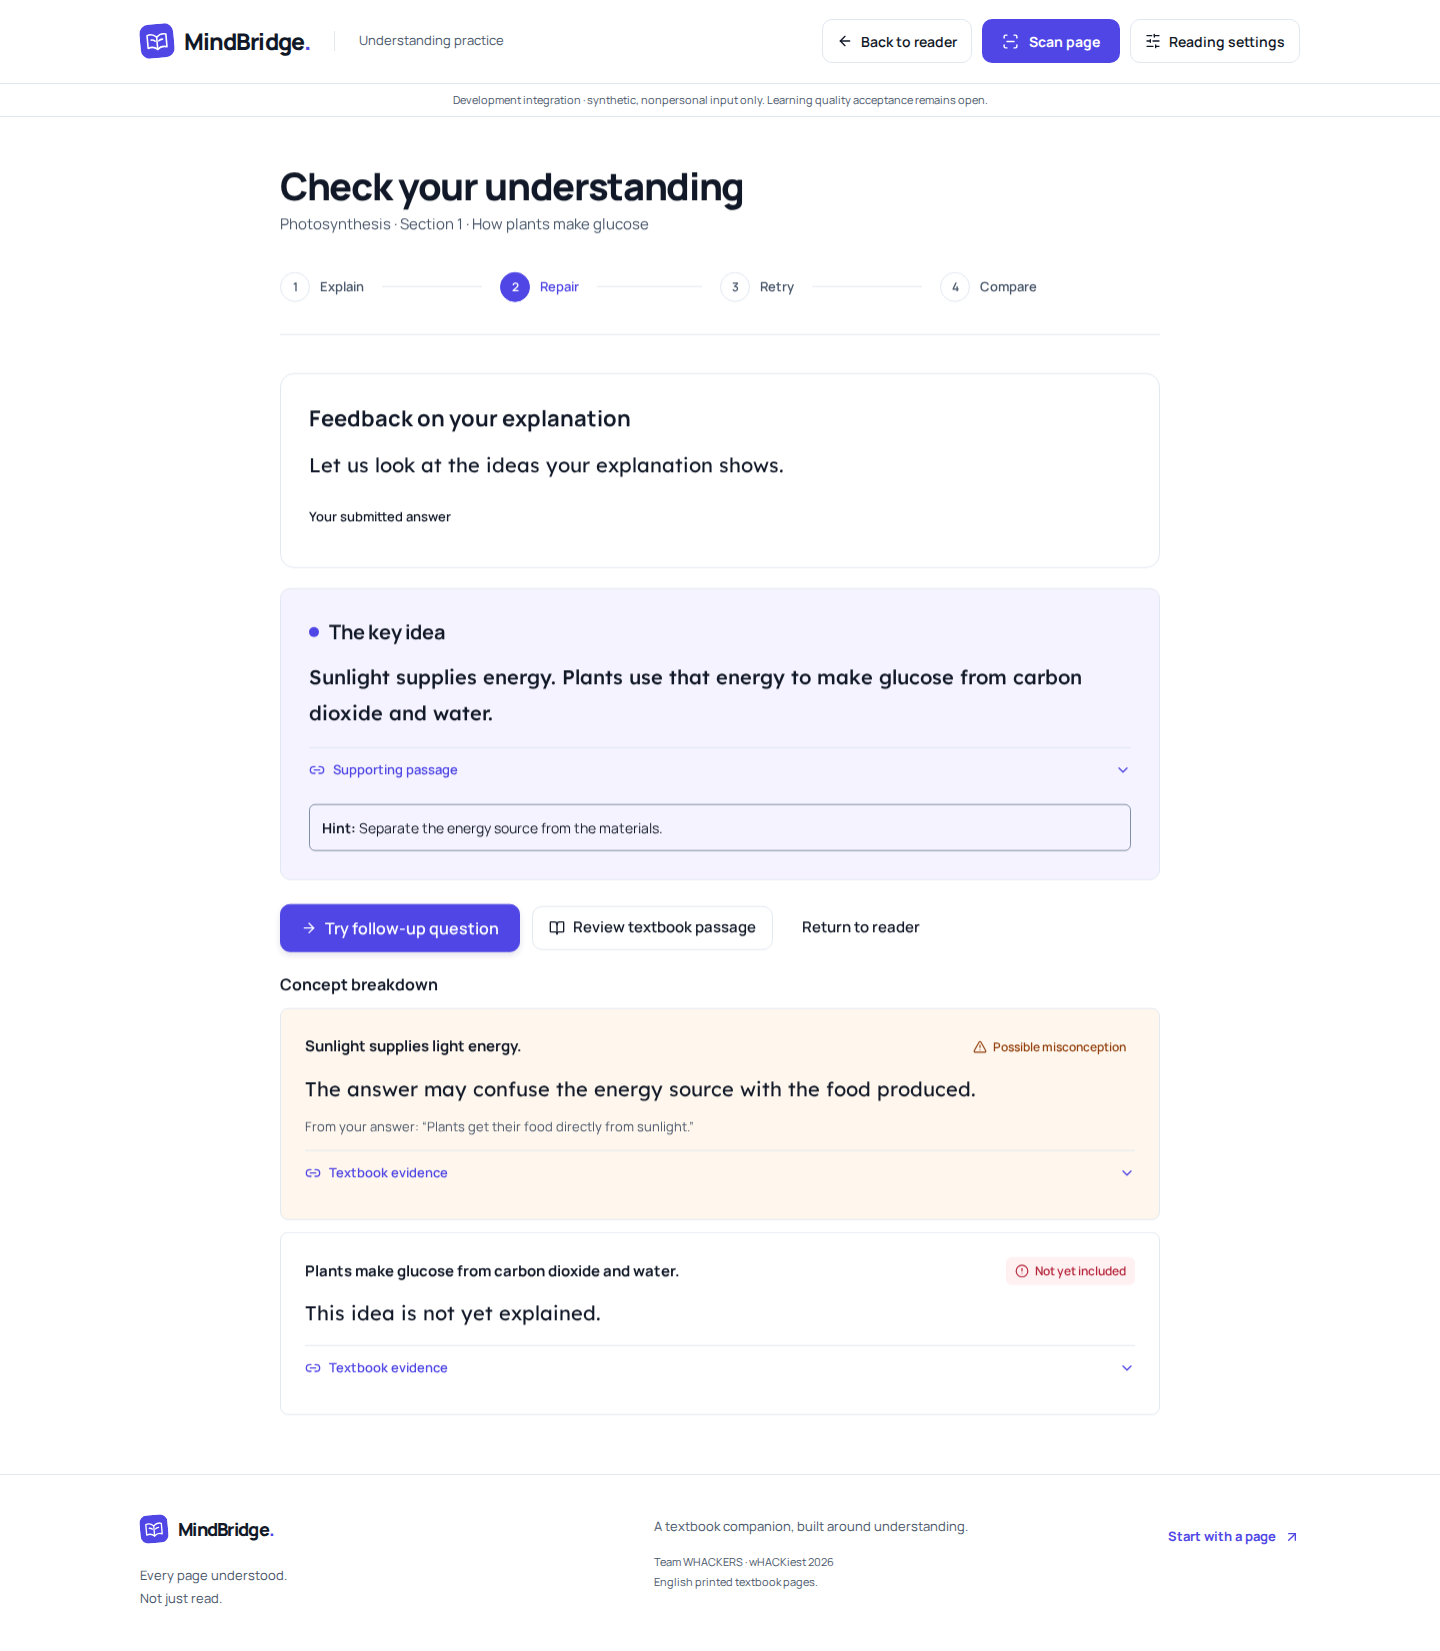 MindBridge.
Understanding practice
Back to reader
Scan page
Reading settings
Development integration · synthetic, nonpersonal input only. Learning quality acceptance remains open.
Check your understanding
Photosynthesis · Section 1 · How plants make glucose
1 Explain
2 Repair
3 Retry
4 Compare
Feedback on your explanation
Let us look at the ideas your explanation shows.
Your submitted answer
The key idea
Sunlight supplies energy. Plants use that energy to make glucose from carbon
dioxide and water.
Supporting passage
Hint: Separate the energy source from the materials.
Try follow-up question
Review textbook passage
Return to reader
Concept breakdown
Sunlight supplies light energy.
Possible misconception
The answer may confuse the energy source with the food produced.
From your answer: “Plants get their food directly from sunlight.”
Textbook evidence
Plants make glucose from carbon dioxide and water.
Not yet included
This idea is not yet explained.
Textbook evidence
MindBridge.
Every page understood.
Not just read.
A textbook companion, built around understanding.
Team WHACKERS · wHACKiest 2026
English printed textbook pages.
Start with a page